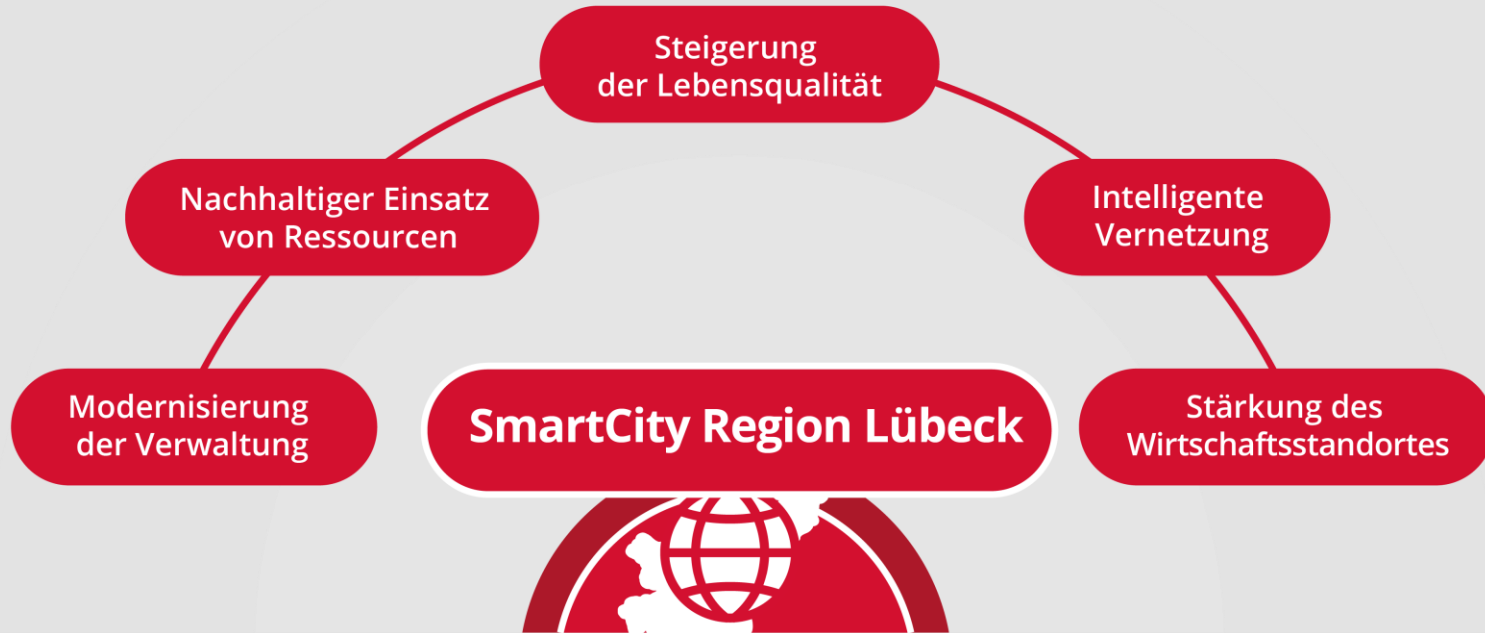 Steigerung
der Lebensqualität
Nachhaltiger Einsatz
von Ressourcen
Intelligente
Vernetzung
Modernisierung
der Verwaltung
SmartCity Region Lübeck
Stärkung des
Wirtschaftsstandortes